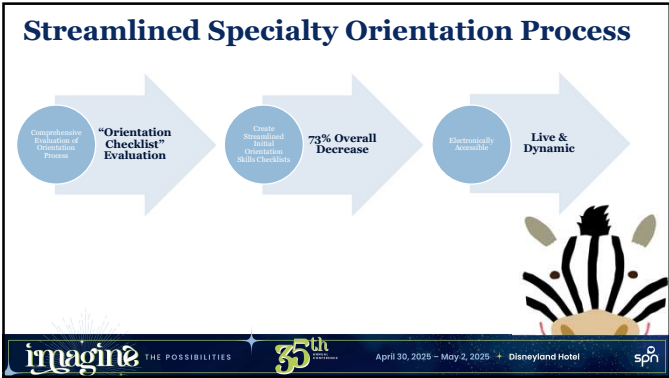 Streamlined Specialty Orientation Process
Comprehensive
Evaluation of
Orientation
Process
“Orientation
Checklist”
Evaluation
Create
Streamlined
Initial
Orientation
Skills Checklists
73% Overall
Decrease
Electronically
Accessible
Live &
Dynamic
imagine THE POSSIBILITIES
35th
ANNUAL
CONFERENCE
April 30, 2025 – May 2, 2025 Disneyland Hotel
spn